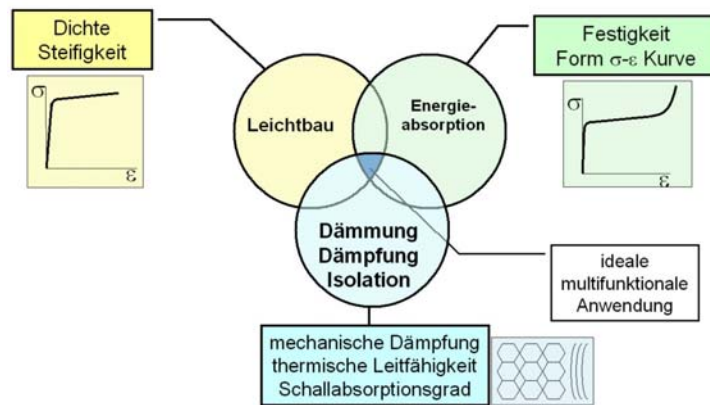 Dichte
Steifigkeit
σ
ε
Festigkeit
Form σ-ε Kurve
σ
ε
Leichtbau
Energie-
absorption
Dämmung
Dämpfung
Isolation
ideale
multifunktionale
Anwendung
mechanische Dämpfung
thermische Leitfähigkeit
Schallabsorptionsgrad